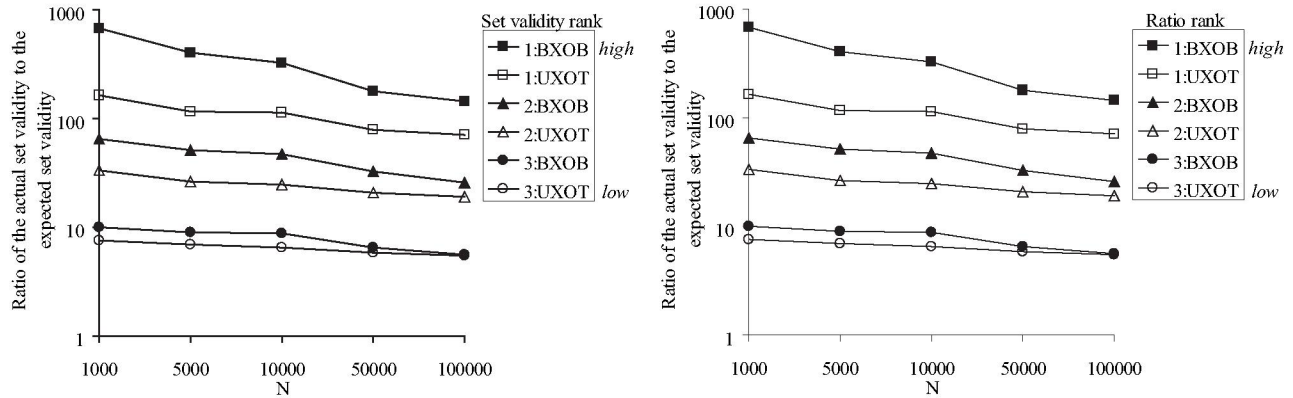 Ratio of the actual set validity to the
expected set validity
1000
100
10
1
1000
5000
10000
50000
100000
N
Set validity rank
1:BXOB high
1:UXOT
2:BXOB
2:UXOT
3:BXOB
3:UXOT low
Ratio of the actual set validity to the
expected set validity
1000
100
10
1
1000
5000
10000
50000
100000
N
Ratio rank
1:BXOB high
1:UXOT
2:BXOB
2:UXOT
3:BXOB
3:UXOT low